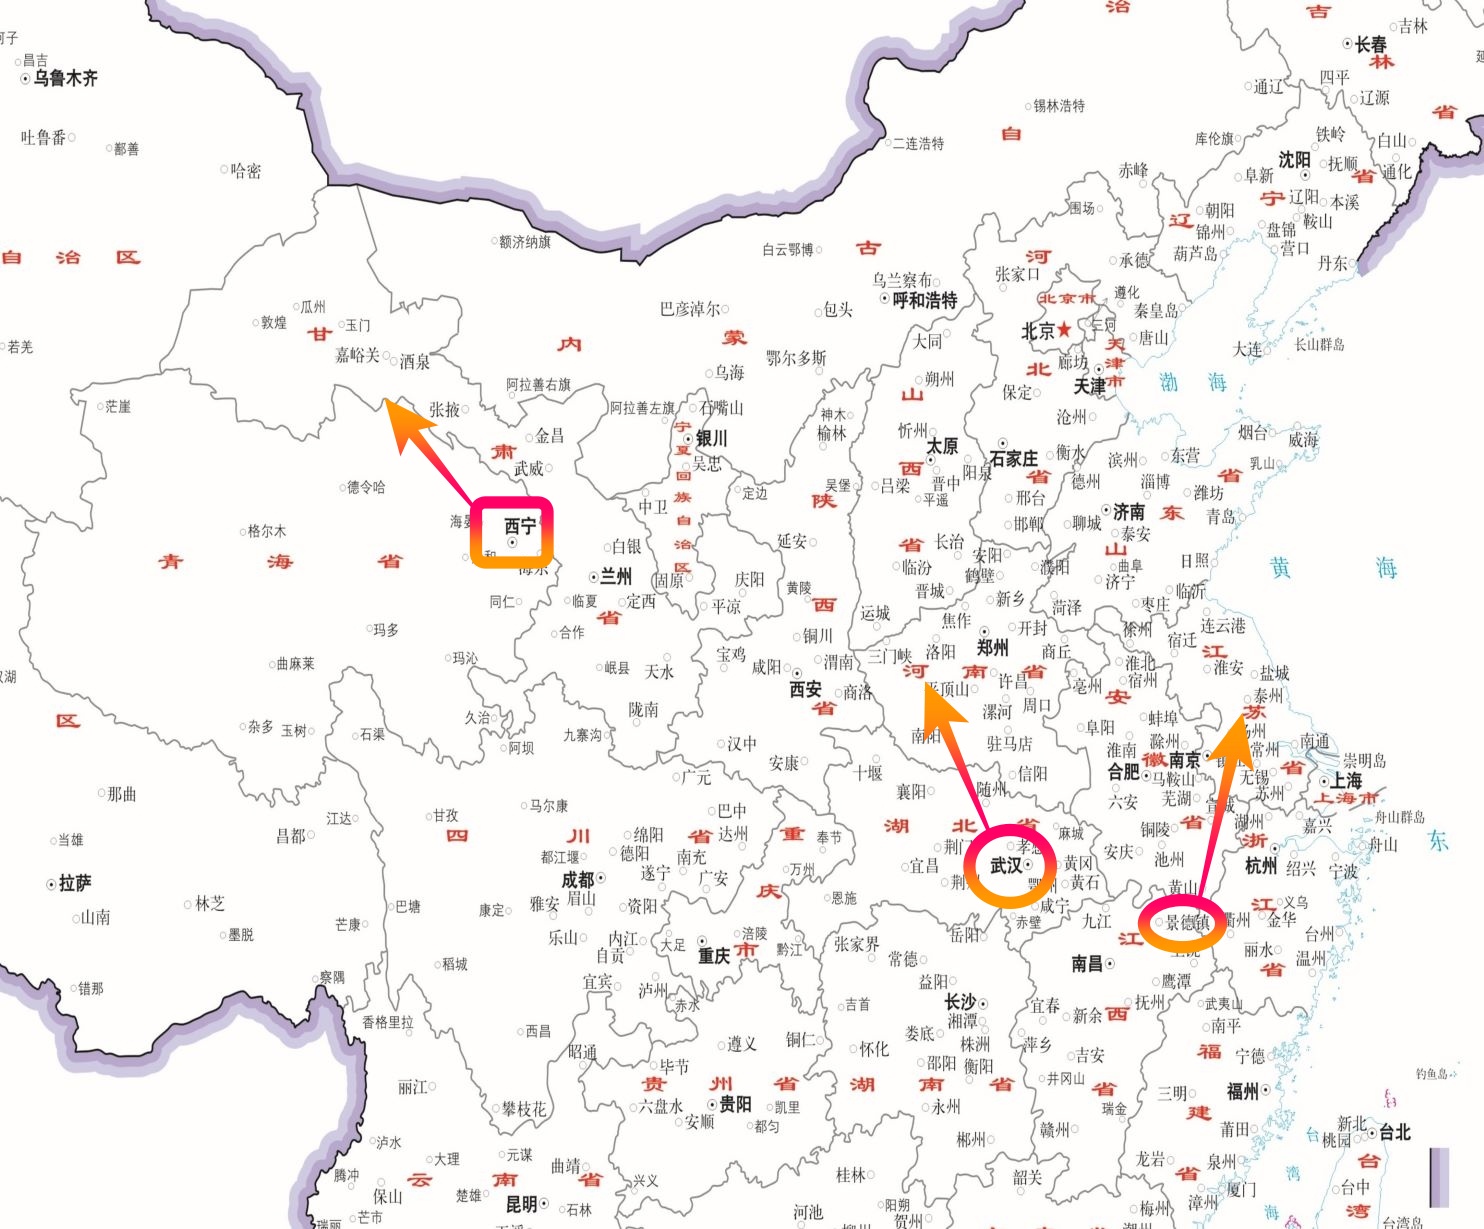 治
吉
吉林
长春
林
昌吉
乌鲁木齐
四平
通辽
辽源
锡林浩特
省
自
吐鲁番
鄯善
二连浩特
库伦旗
铁岭
白山
沈阳
抚顺
哈密
赤峰
阜新
省
通化
宁
辽阳
本溪
围场
辽
朝阳
鞍山
锦州
盘锦
额济纳旗
白云鄂博
古
营口
自治区
河
承德
葫芦岛
丹东
张家口
乌兰察布
呼和浩特
北京市
遵化
瓜州
巴彦淖尔
包头
秦皇岛
敦煌
玉门
甘
北京
三河
内
蒙
大同
唐山
天
若羌
嘉峪关
酒泉
鄂尔多斯
廊坊
津
大连
长山群岛
乌海
北
市
阿拉善右旗
朔州
天津
渤海
保定
山
茫崖
张掖
阿拉善左旗
石嘴山
神木
沧州
宁
金昌
银川
榆林
忻州
烟台
威海
太原
肃
夏
石家庄
衡水
滨州
东营
武威
吴忠
西
阳泉
省
乳山
回
德令哈
吴堡
吕梁
晋中
德州
淄博
潍坊
定边
陕
平遥
邢台
族
中卫
济南
东
青岛
海晏
西宁
自
邯郸
聊城
格尔木
泰安
白银
延安
省
长治
安阳
山
青海省
治
临汾
鹤壁
濮阳
曲阜
日照
黄海
和
海东
区
兰州
固原
庆阳
晋城
济宁
临沂
同仁
临夏
定西
平凉
黄陵
西
新乡
菏泽
枣庄
省
运城
焦作
开封
徐州
连云港
玛多
合作
铜川
郑州
宿迁
江
曲麻莱
玛沁
宝鸡
咸阳
渭南
三门峡
洛阳
商丘
淮北
淮安
盐城
岷县
天水
河南省
宿州
双湖
西安
商洛
平顶山
许昌
亳州
安
泰州
区
陇南
省
漯河
周口
苏
杂多
玉树
石渠
久治
九寨沟
南阳
驻马店
阜阳
蚌埠
扬州
阿坝
汉中
淮南
滁州
常州
南通
安康
徽
南京
镇
省
崇明岛
广元
十堰
信阳
合肥
马鞍山
无锡
上海
那曲
襄阳
随州
六安
芜湖
宣城
苏州
上海市
江达
甘孜
马尔康
巴中
湖北省
铜陵
省
湖州
嘉兴
舟山群岛
昌都
四川
绵阳
省
达州
重
奉节
麻城
当雄
都江堰
德阳
南充
荆门
孝感
安庆
池州
浙
舟山
东
拉萨
成都
遂宁
广安
万州
宜昌
武汉
黄冈
杭州
绍兴
宁波
庆
荆州
鄂州
黄石
黄山
林芝
巴塘
康定
雅安
眉山
资阳
恩施
咸宁
江
义乌
山南
芒康
赤壁
九江
景德镇
衢州
金华
墨脱
乐山
内江
大足
涪陵
张家界
岳阳
江
台州
自贡
重庆
市
黔江
丽水
稻城
常德
南昌
上饶
温州
察隅
省
错那
宜宾
泸州
益阳
鹰潭
赤水
吉首
长沙
宜春
抚州
武夷山
香格里拉
湘潭
新余
西
西昌
遵义
铜仁
娄底
株洲
萍乡
南平
昭通
怀化
吉安
福
宁德
毕节
邵阳
衡阳
井冈山
钓鱼岛
丽江
贵州省
湖南省
省
三明
福州
攀枝花
六盘水
贵阳
凯里
永州
瑞金
建
安顺
都匀
赣州
莆田
新北
台北
泸水
郴州
台
桃园
大理
元谋
曲靖
龙岩
泉州
台
腾冲
云南省
桂林
韶关
省
湾
保山
楚雄
兴义
厦门
台中
昆明
石林
阳朔
漳州
芒市
河池
贺州
梅州
海
湾
瑞丽
台湾岛